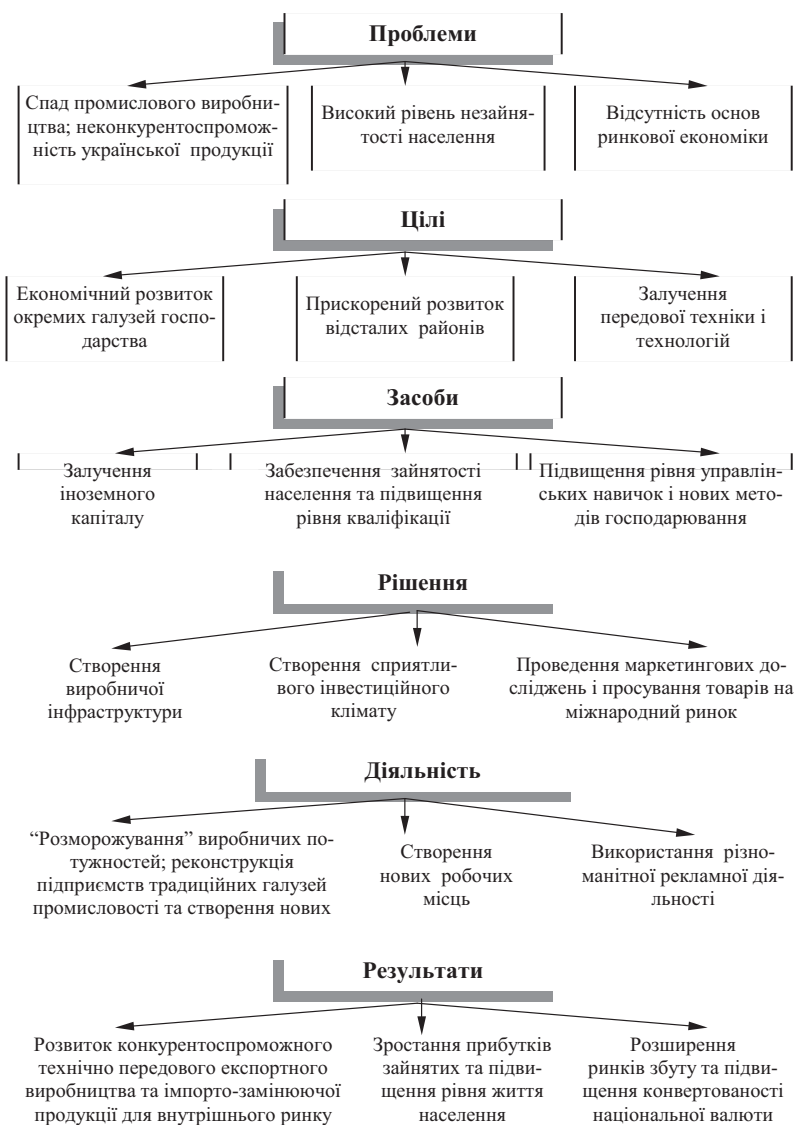 Проблеми
Спад промислового вироби-
цтва; неконкурентоспромож-
ність української продукції
Високий рівень незайня-
тості населення
Відсутність основ
ринкової економіки
Цілі
Економічний розвиток
окремих галузей госпо-
дарства
Прискорений розвиток
відсталих районів
Залучення
передової техніки і
технологій
Засоби
Залучення
іноземного
капіталу
Забезпечення зайнятості
населення та підвищення
рівня кваліфікації
Підвищення рівня управлін-
ських навичок і нових мето-
дів господарювання
Рішення
Створення
виробничої
інфраструктури
Створення сприятли-
вого інвестиційного
клімату
Проведення маркетингових до-
сліджень і просування товарів на
міжнародний ринок
Діяльність
“Розморожування” виробничих по-
тужностей; реконструкція
підприємств традиційних галузей
промисловості та створення нових
Створення
нових робочих
місць
Використання різно-
манітної рекламної дія-
льності
Результати
Розвиток конкурентоспроможного
технічно передового експортного
виробництва та імпорто-замінюючої
продукції для внутрішнього ринку
Зростання прибутків
зайнятих та підви-
щення рівня життя
населення
Розширення
ринків збуту та підви-
щення конвертованості
національної валюти